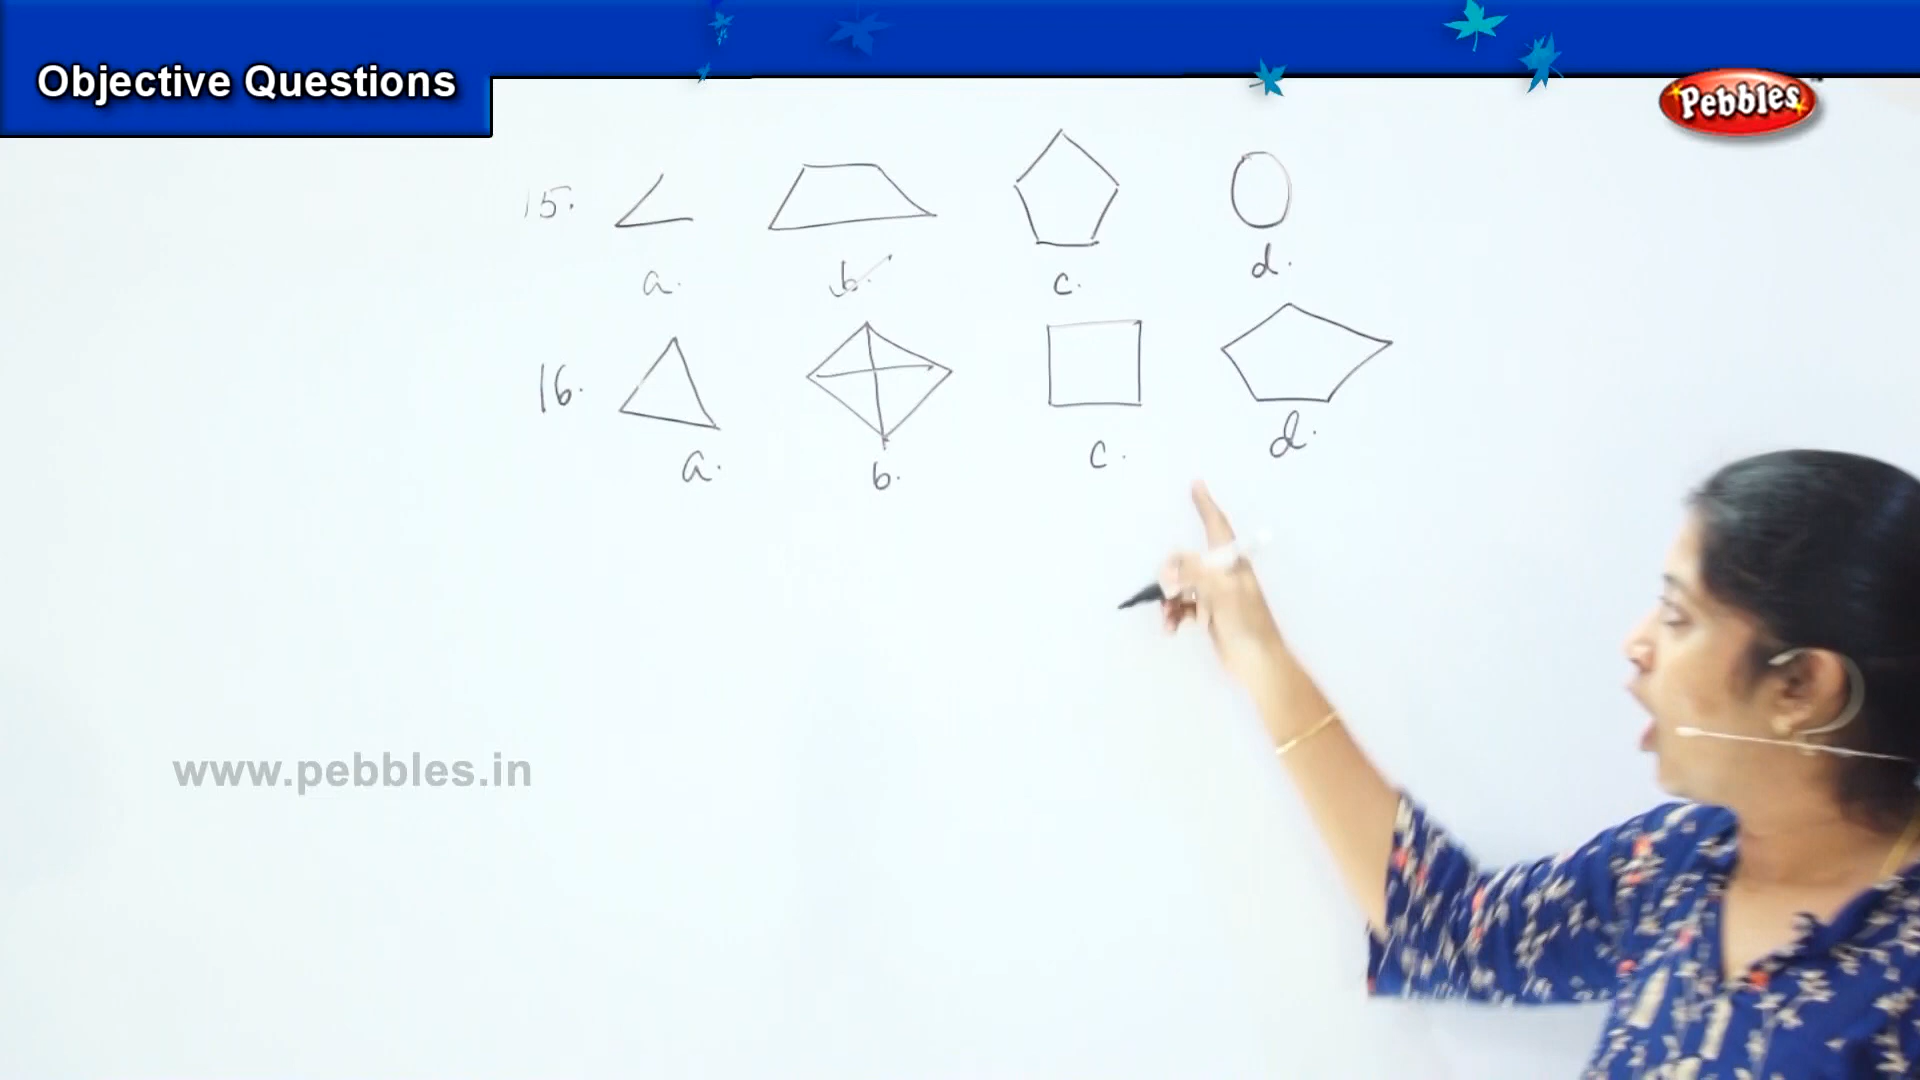 Objective Questions
Pebbles
15.
a. b. c. d.
16.
a. b. c. d.
www.pebbles.in